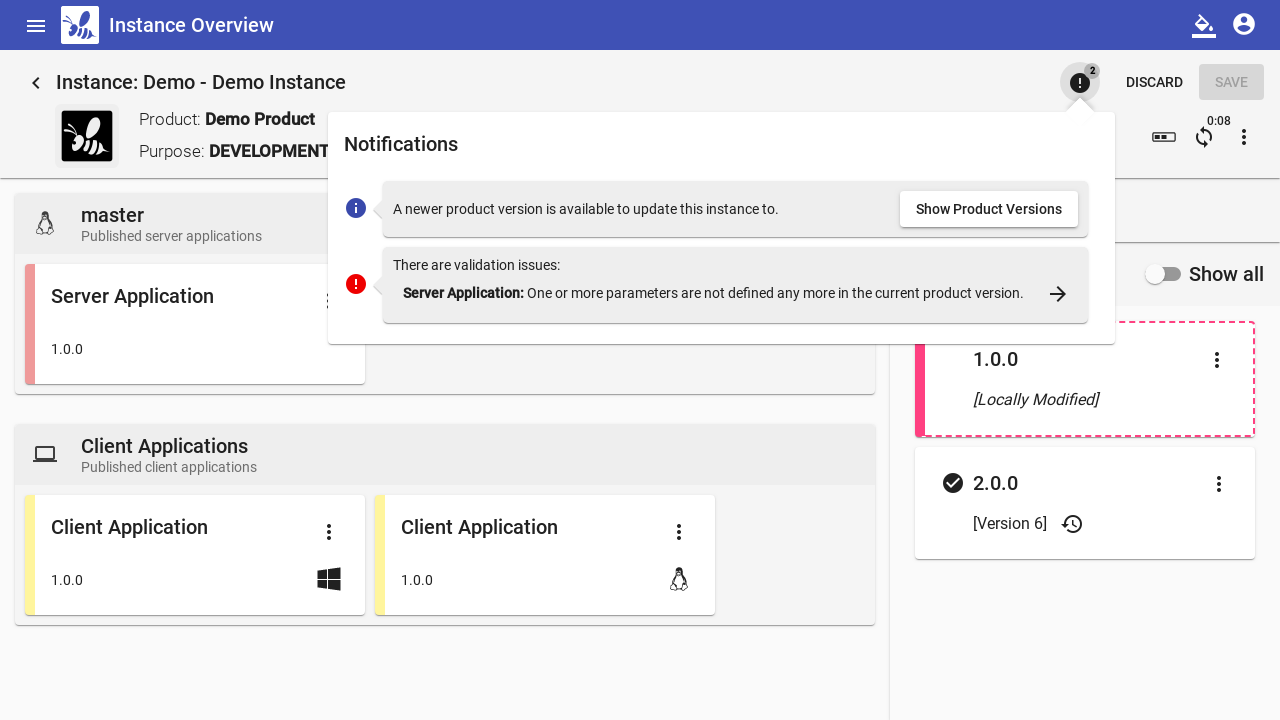 Instance Overview
Instance: Demo - Demo Instance
2
DISCARD
SAVE
Product: Demo Product
Purpose: DEVELOPMENT
0:08
Notifications
A newer product version is available to update this instance to.
Show Product Versions
There are validation issues:
Server Application: One or more parameters are not defined any more in the current product version.
master
Published server applications
Server Application
1.0.0
Show all
1.0.0
[Locally Modified]
2.0.0
[Version 6]
Client Applications
Published client applications
Client Application
1.0.0
Client Application
1.0.0